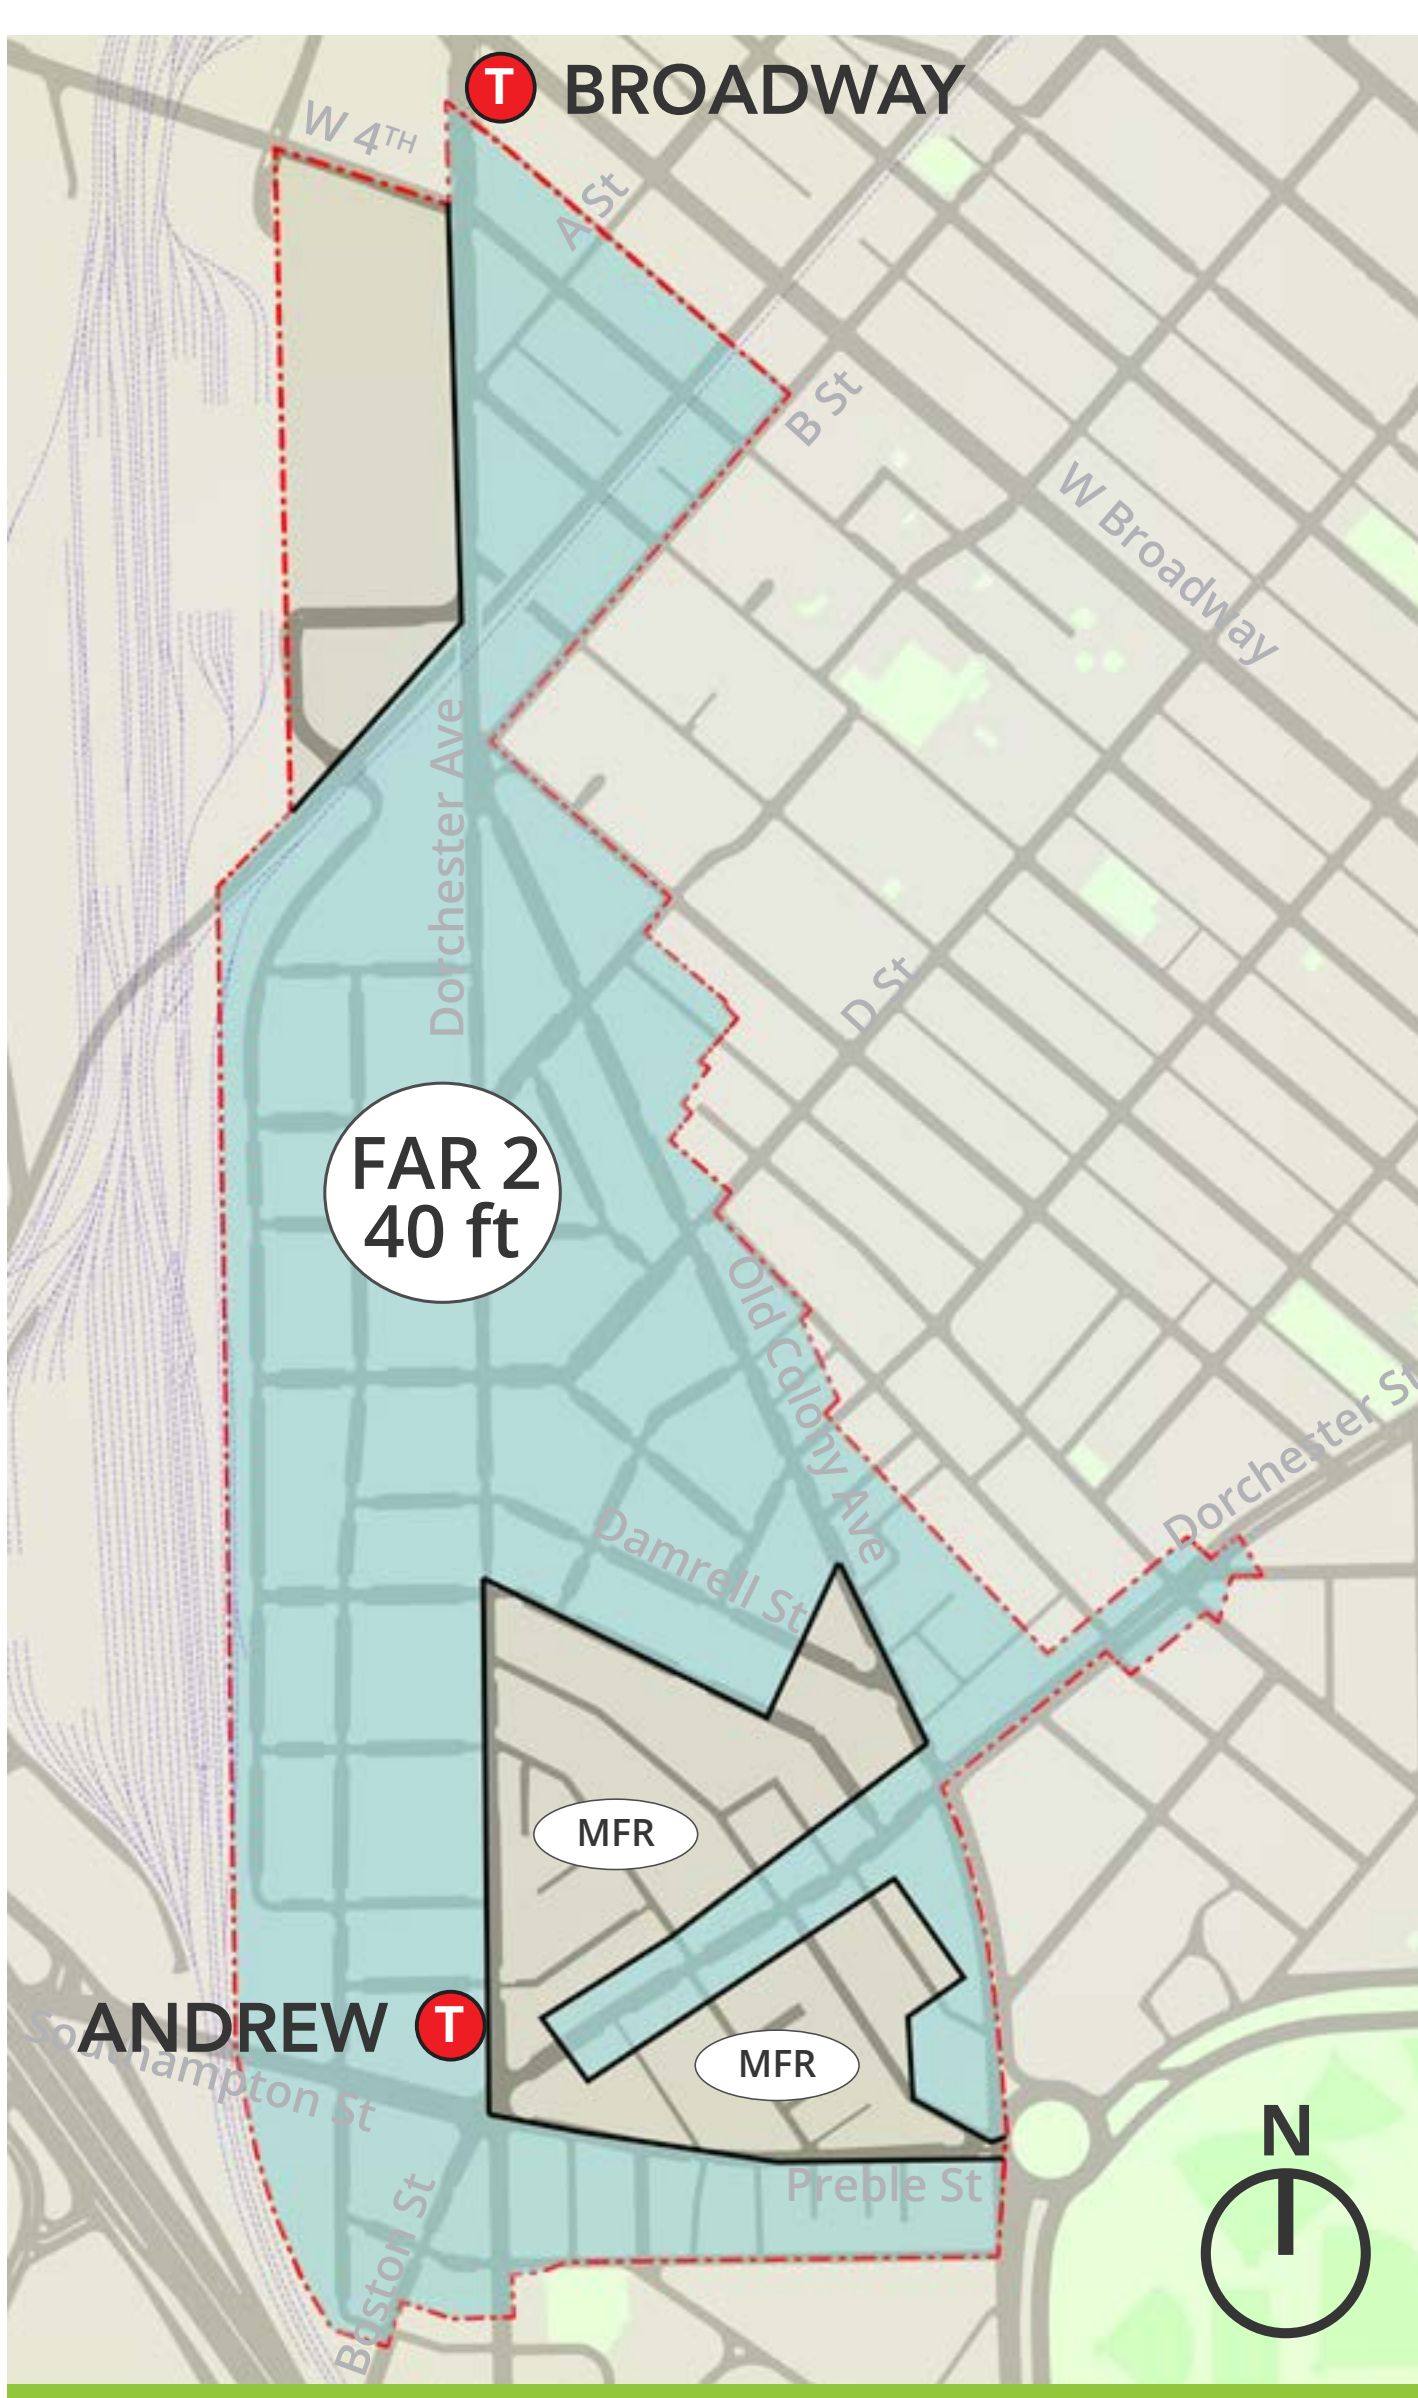 T BROADWAY
W 4TH
A St
B St
W Broadway
Dorchester Ave
D St
FAR 2
40 ft
Old Colony Ave
Dorchester St
Damrell St
MFR
ANDREW T
Southampton St
MFR
N
Preble St
Boston St